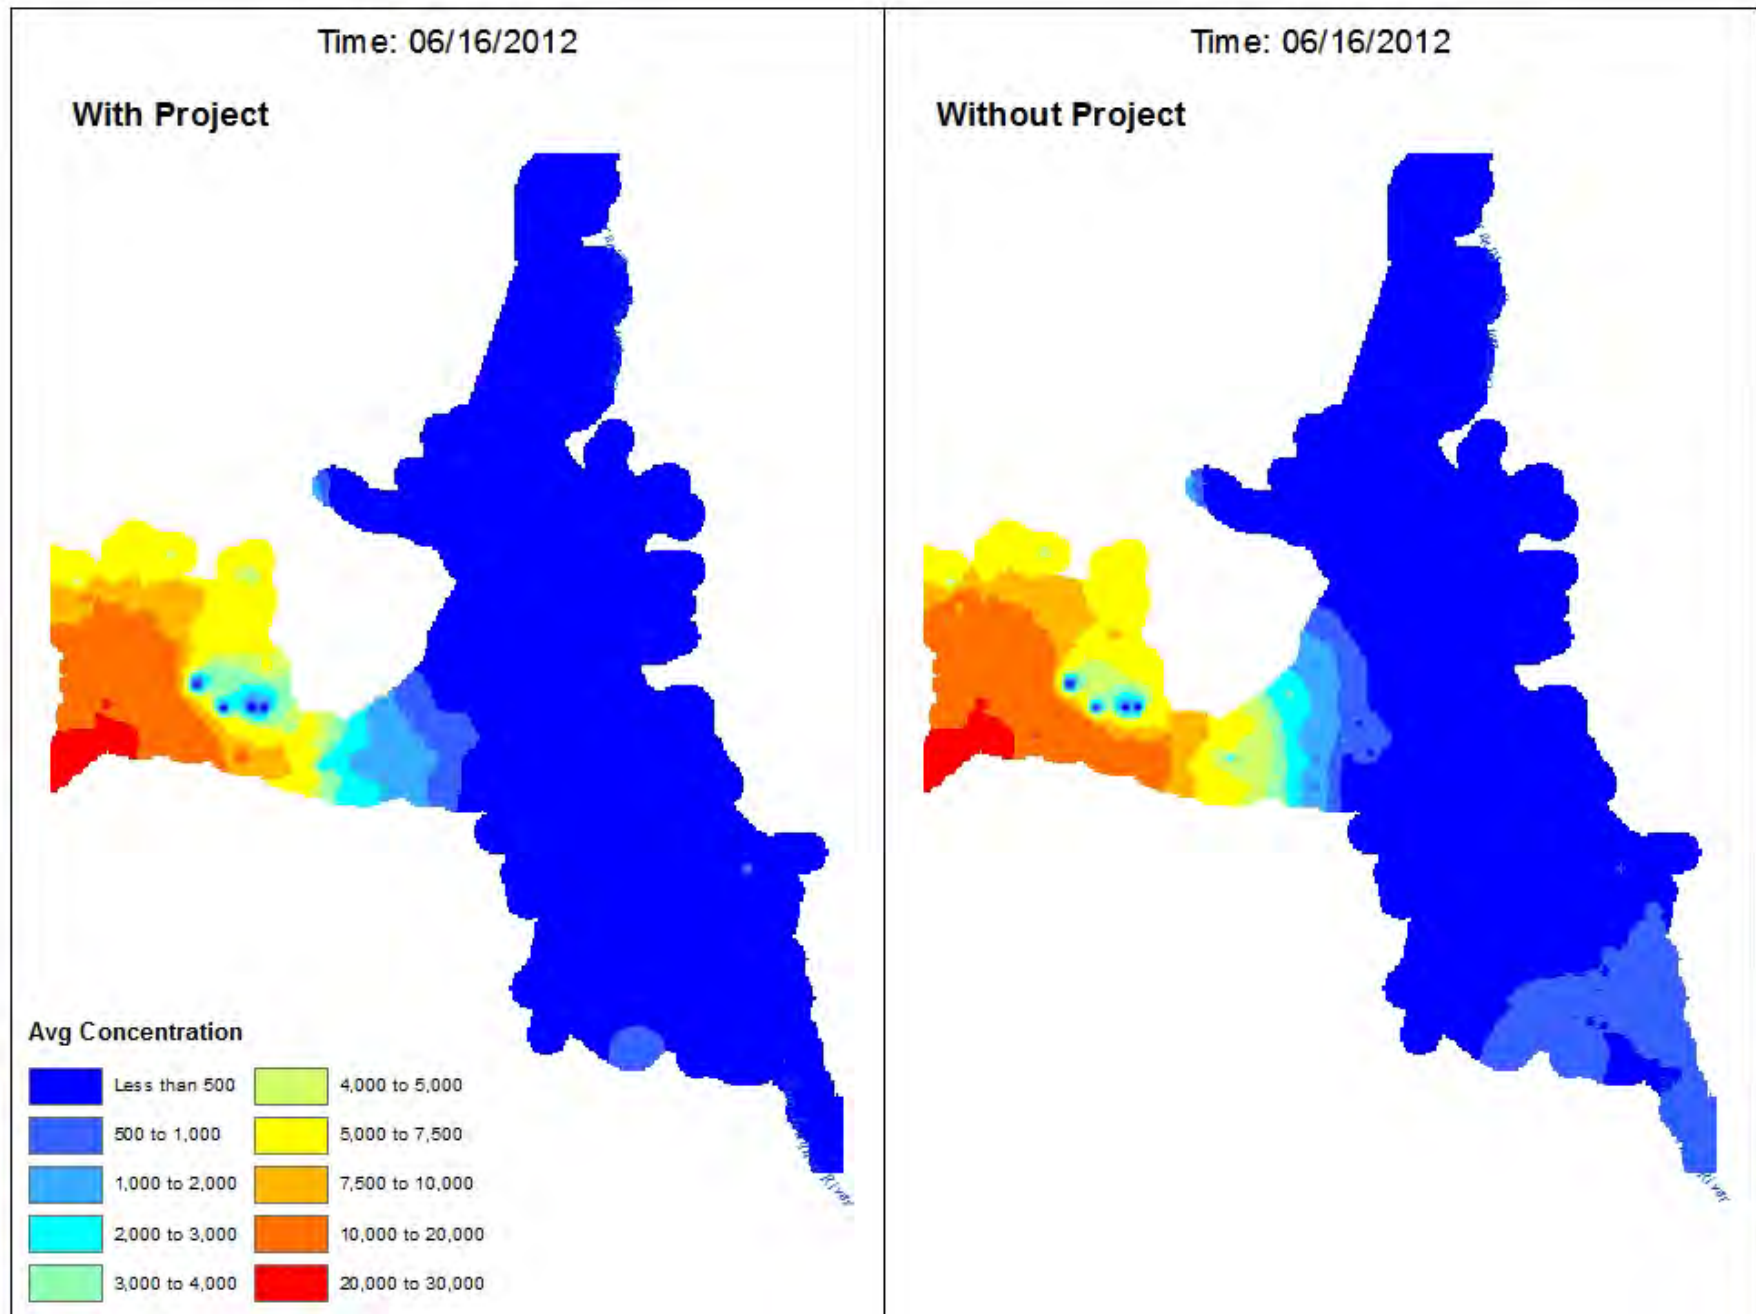 Time: 06/16/2012
With Project
Time: 06/16/2012
Without Project
Avg Concentration
Less than 500
500 to 1,000
1,000 to 2,000
2,000 to 3,000
3,000 to 4,000
4,000 to 5,000
5,000 to 7,500
7,500 to 10,000
10,000 to 20,000
20,000 to 30,000
River
River